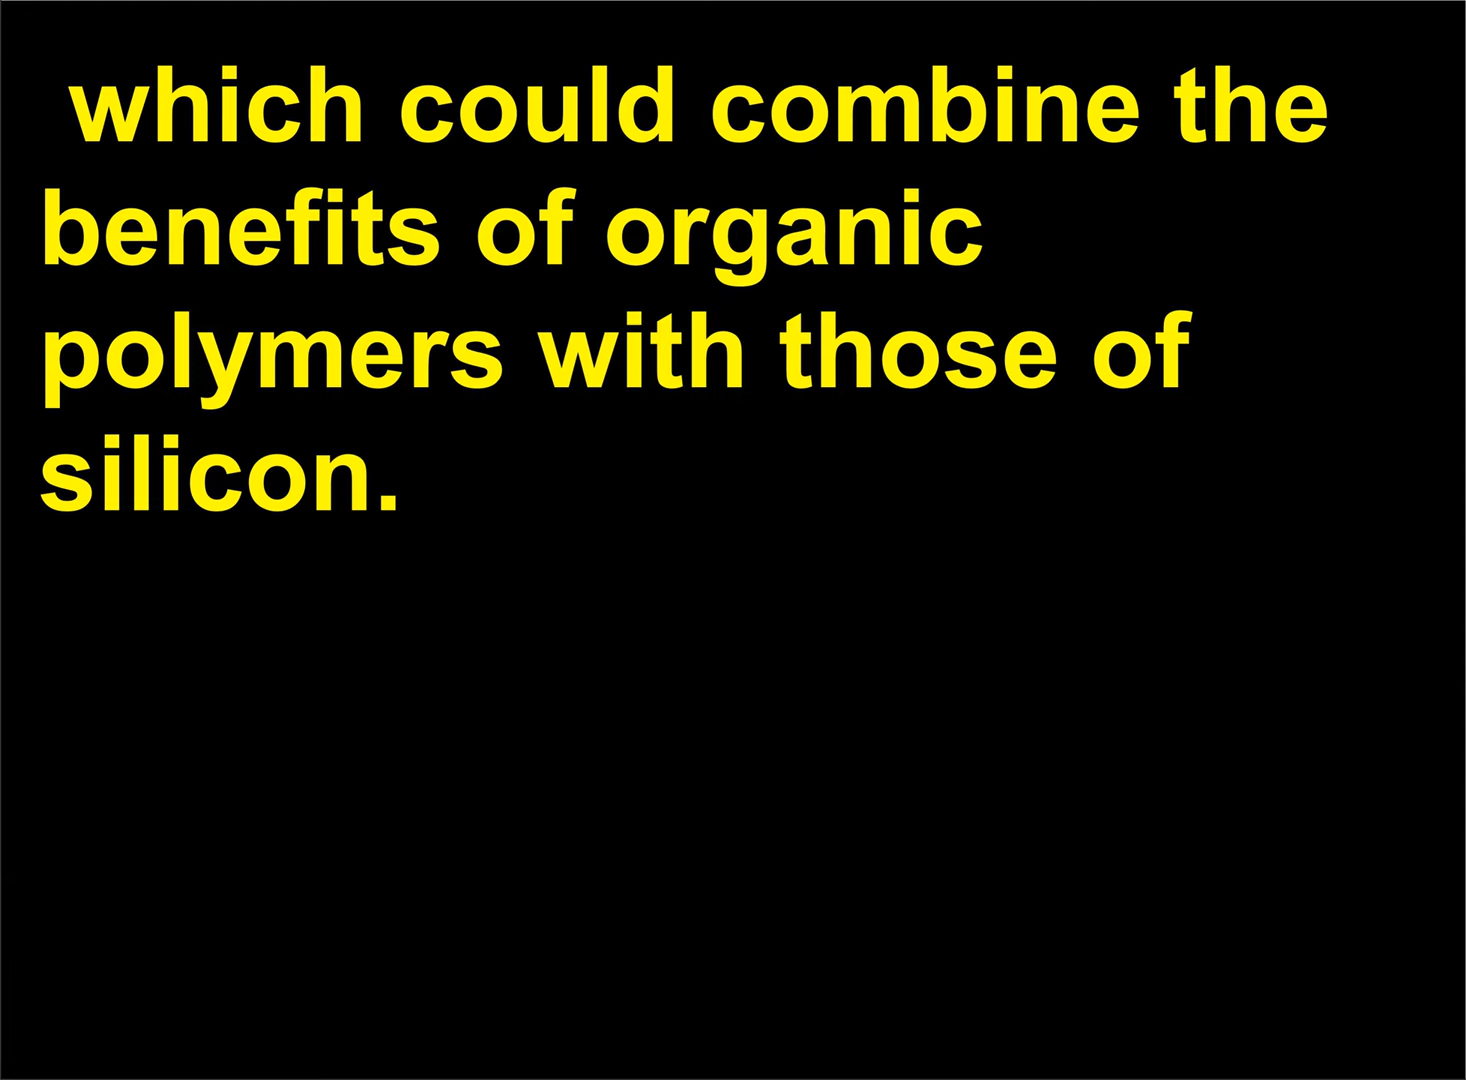 which could combine the
benefits of organic
polymers with those of
silicon.